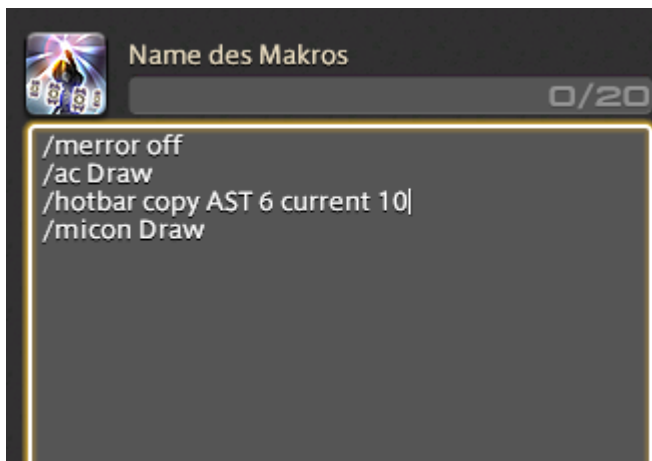 Name des Makros
0/20
/merror off
/ac Draw
/hotbar copy AST 6 current 10
/micon Draw